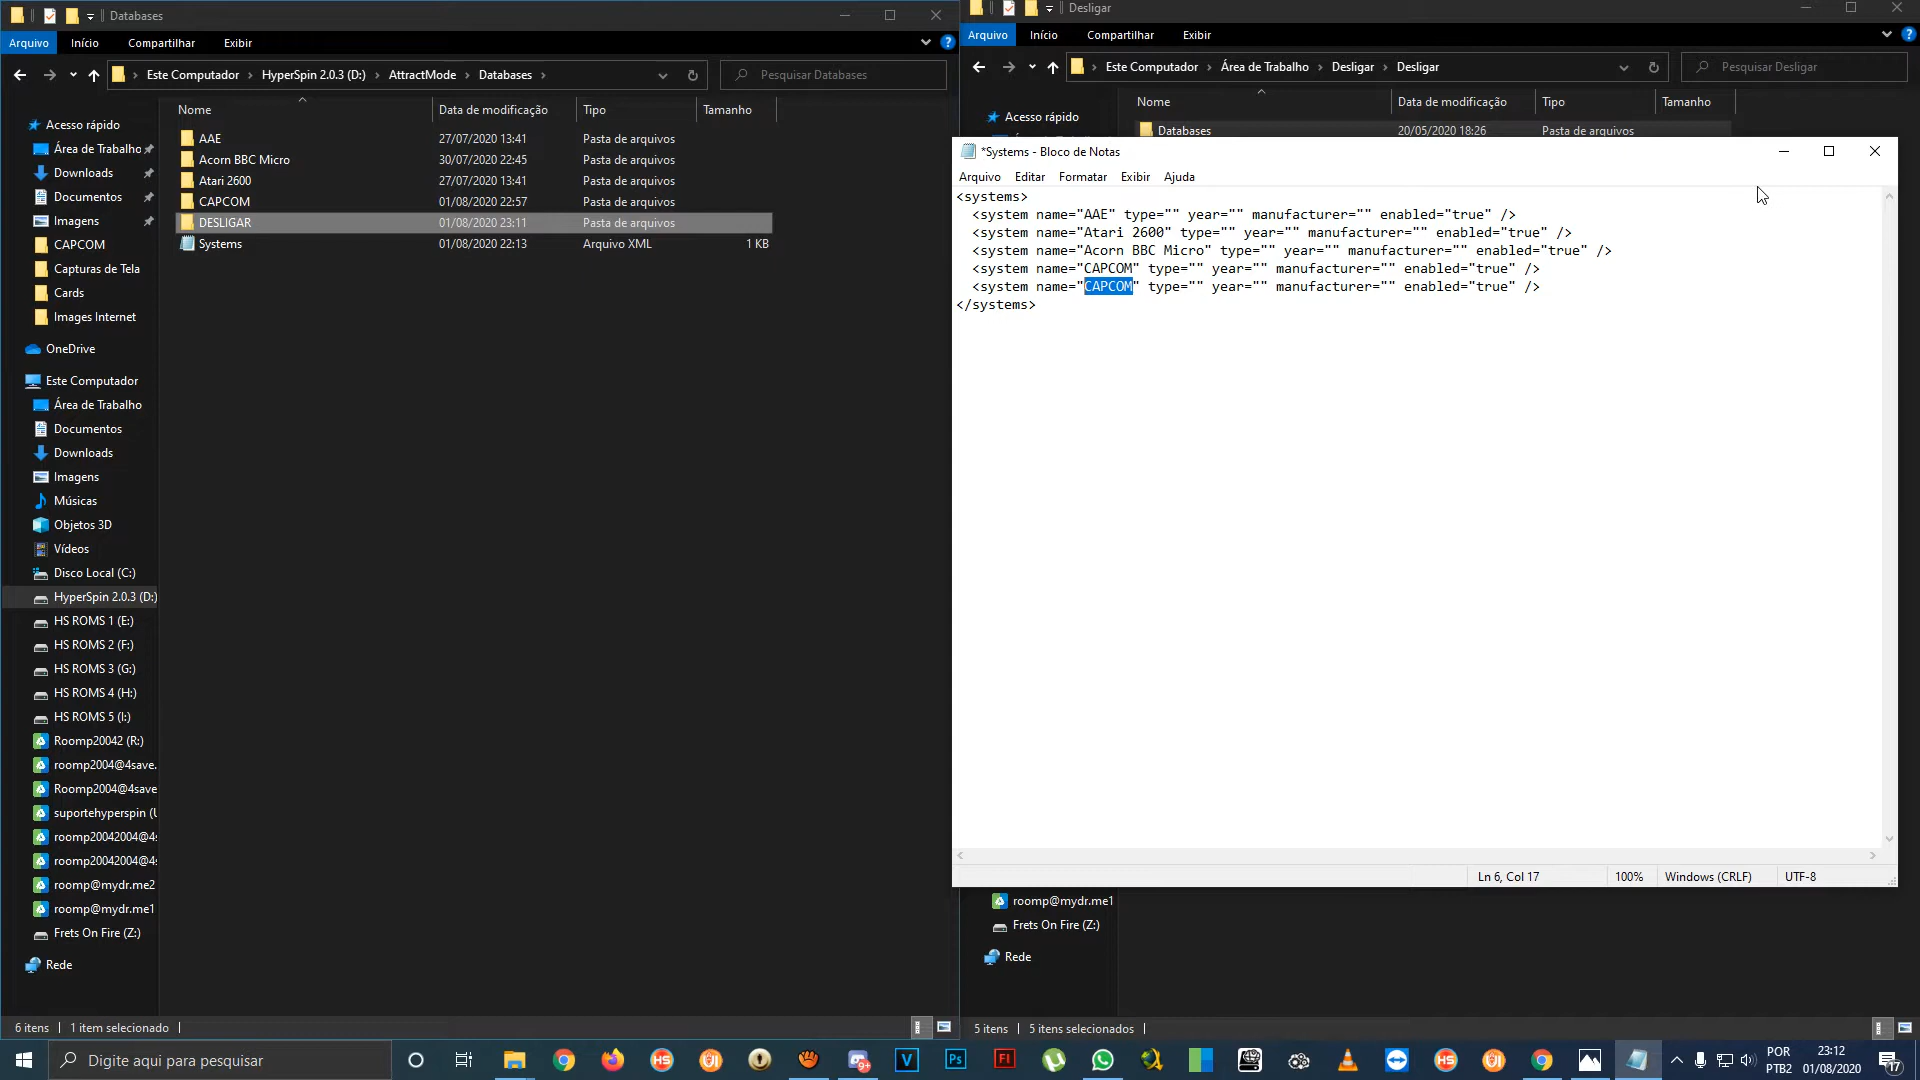 Databases
Arquivo Início Compartilhar Exibir
Este Computador HyperSpin 2.0.3 (D:) AttractMode Databases
Pesquisar Databases
Nome Data de modificação Tipo Tamanho
AAE 27/07/2020 13:41 Pasta de arquivos
Acorn BBC Micro 30/07/2020 22:45 Pasta de arquivos
Atari 2600 27/07/2020 13:41 Pasta de arquivos
CAPCOM 01/08/2020 22:57 Pasta de arquivos
DESLIGAR 01/08/2020 23:11 Pasta de arquivos
Systems 01/08/2020 22:13 Arquivo XML 1 KB
Acesso rápido
Área de Trabalho
Downloads
Documentos
Imagens
CAPCOM
Capturas de Tela
Cards
Images Internet
OneDrive
Este Computador
Área de Trabalho
Documentos
Downloads
Imagens
Músicas
Objetos 3D
Vídeos
Disco Local (C:)
HyperSpin 2.0.3 (D:)
HS ROMS 1 (E:)
HS ROMS 2 (F:)
HS ROMS 3 (G:)
HS ROMS 4 (H:)
HS ROMS 5 (I:)
Roomp20042 (R:)
roomp2004@4save.
Roomp2004@4save
suportehyperspin (
roomp20042004@4
roomp20042004@4
roomp@mydr.me2
roomp@mydr.me1
Frets On Fire (Z:)
Rede
6 itens 1 item selecionado
Desligar
Arquivo Início Compartilhar Exibir
Este Computador Área de Trabalho Desligar Desligar
Pesquisar Desligar
Acesso rápido
Nome Data de modificação Tipo Tamanho
Databases 20/05/2020 18:26 Pasta de arquivos
*Systems - Bloco de Notas
Arquivo Editar Formatar Exibir Ajuda
<systems>
<system name="AAE" type="" year="" manufacturer="" enabled="true" />
<system name="Atari 2600" type="" year="" manufacturer="" enabled="true" />
<system name="Acorn BBC Micro" type="" year="" manufacturer="" enabled="true" />
<system name="CAPCOM" type="" year="" manufacturer="" enabled="true" />
<system name="CAPCOM" type="" year="" manufacturer="" enabled="true" />
</systems>
Ln 6, Col 17 100% Windows (CRLF) UTF-8
roomp@mydr.me1
Frets On Fire (Z:)
Rede
5 itens 5 itens selecionados
Digite aqui para pesquisar
HS
V
Ps
Fl
HS
POR
PTB2
23:12
01/08/2020
17